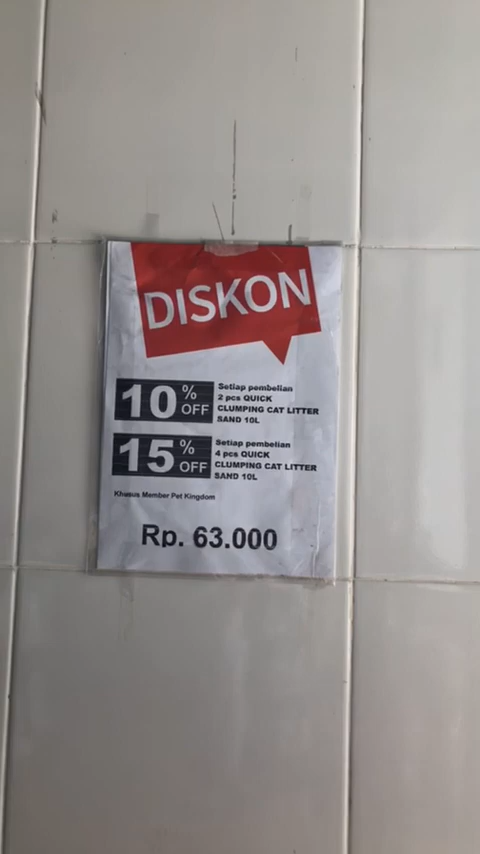 DISKON
10% OFF
Setiap pembelian
2 pcs QUICK
CLUMPING CAT LITTER
SAND 10L
15% OFF
Setiap pembelian
4 pcs QUICK
CLUMPING CAT LITTER
SAND 10L
Khusus Member Pet Kingdom
Rp. 63.000